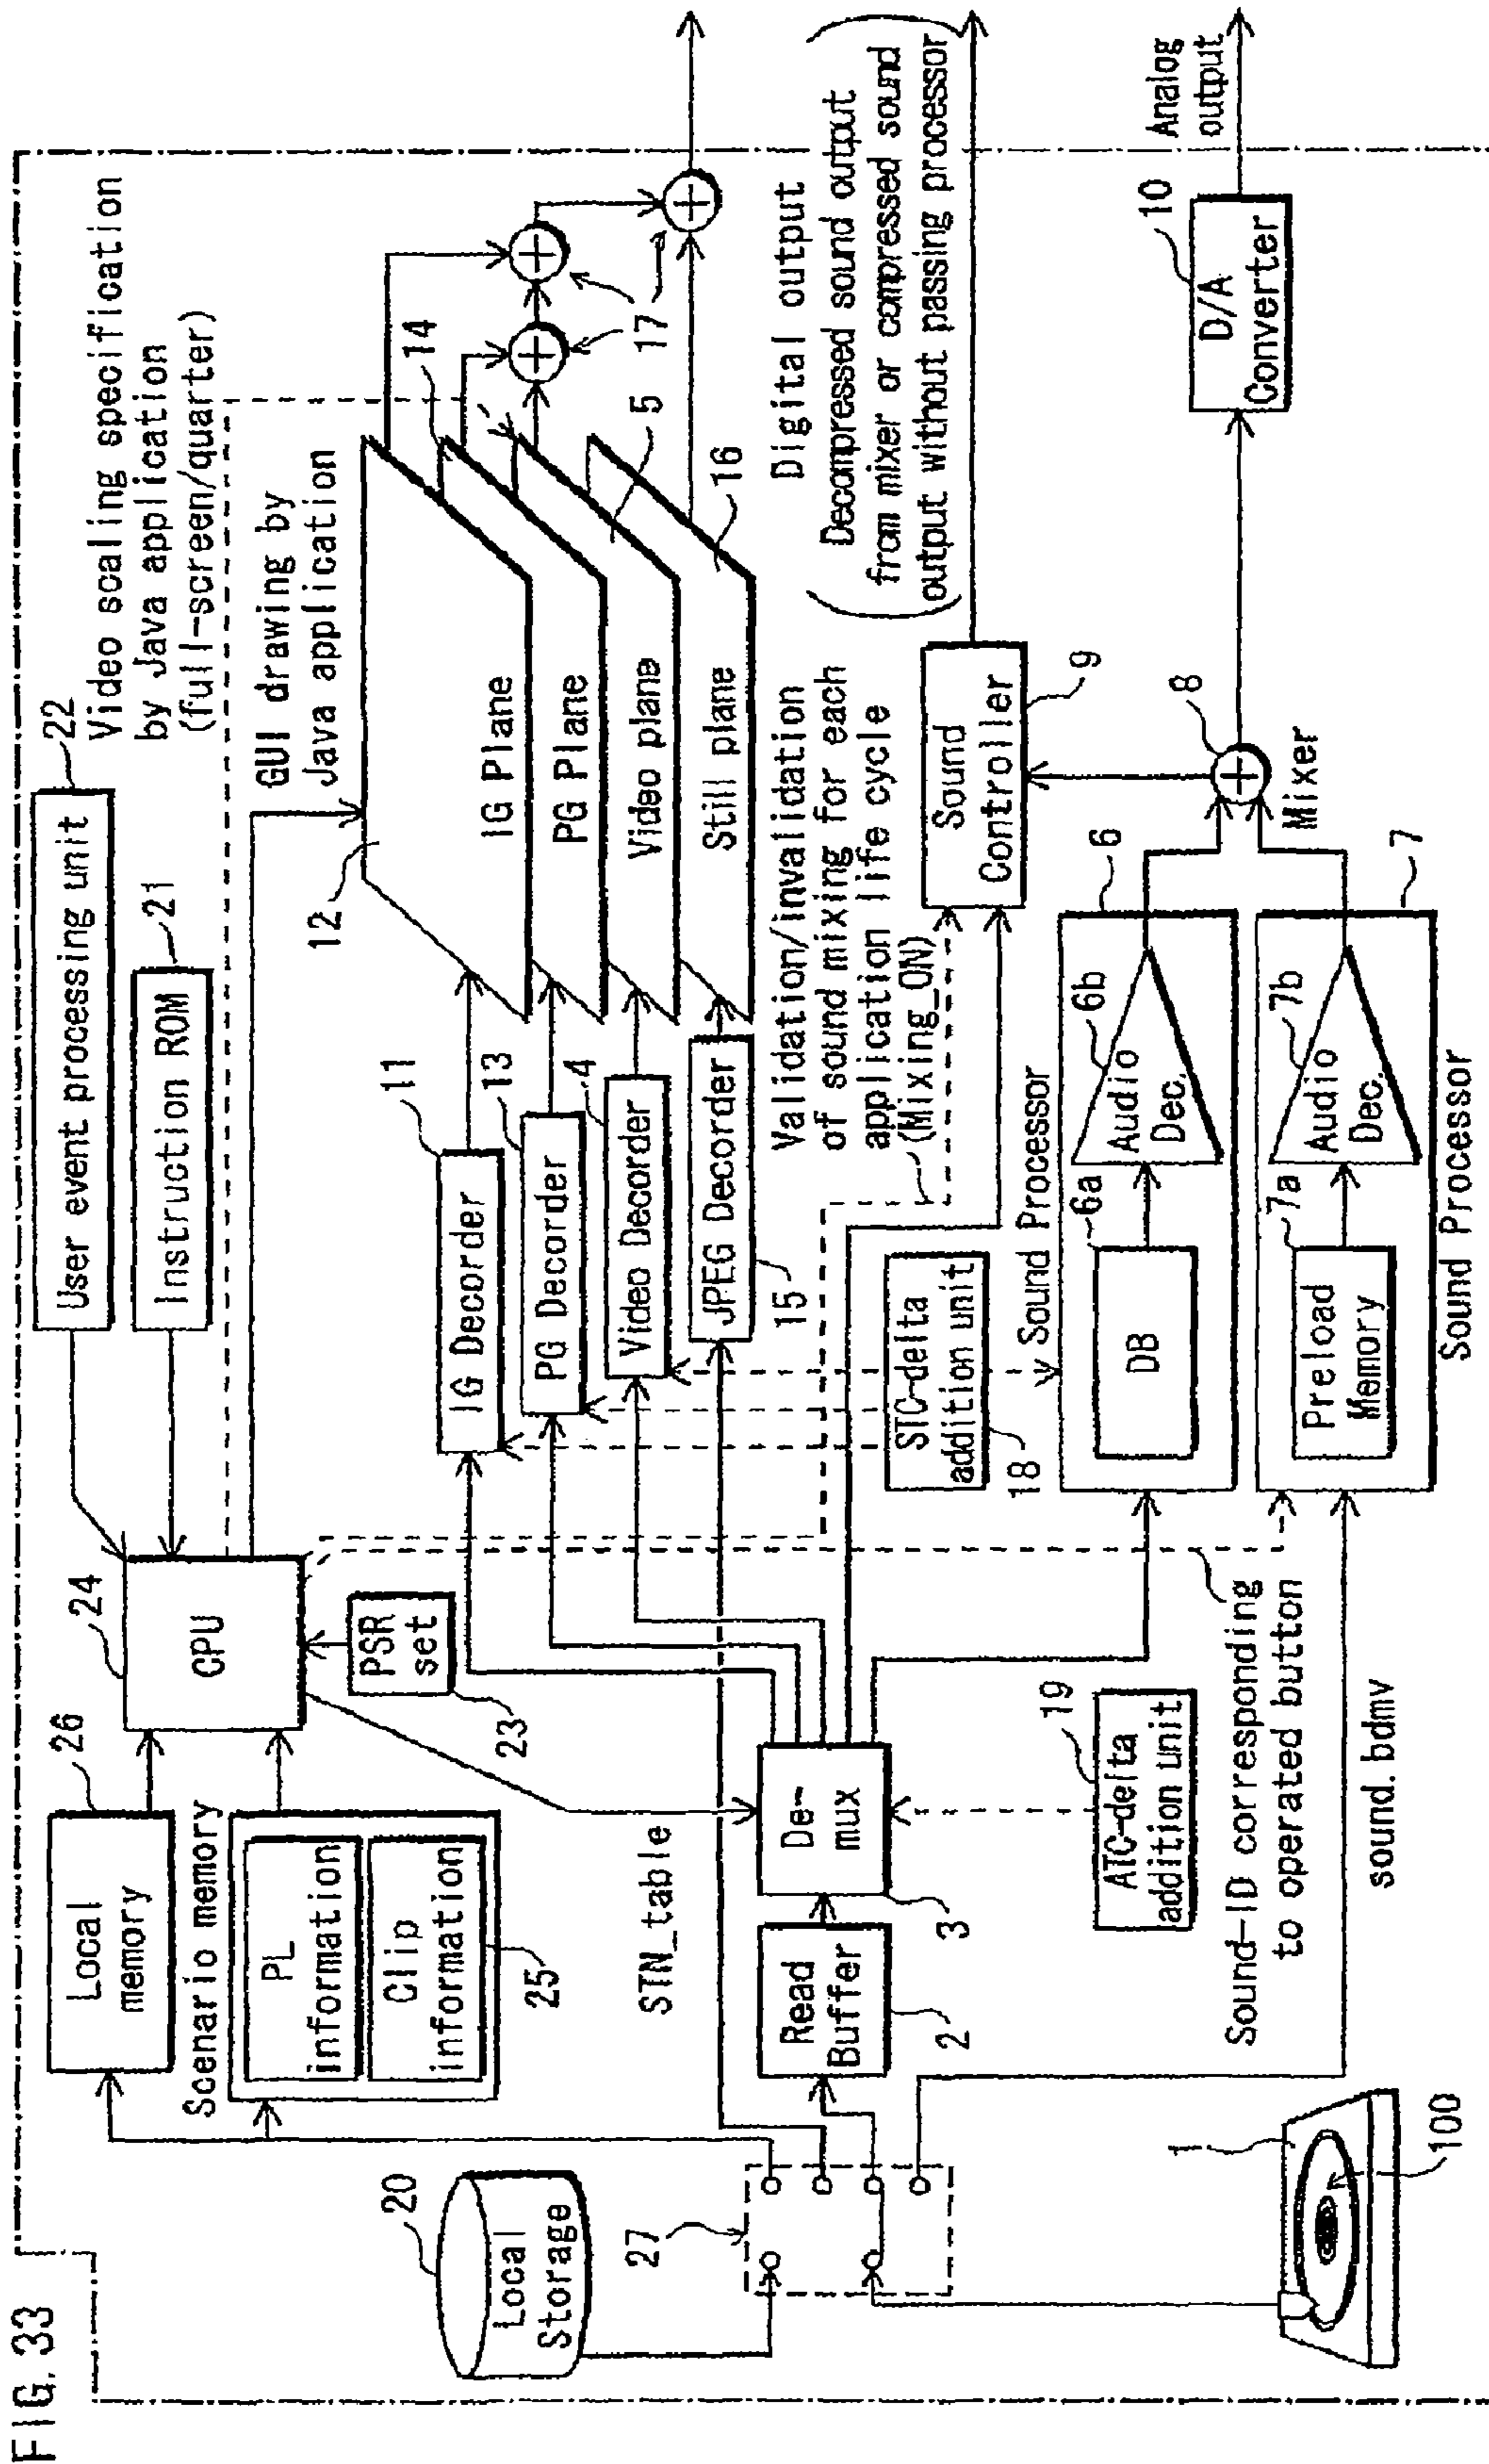 FIG. 33
22
User event processing unit
Video scaling specification
by Java application
(full-screen/quarter)
21
Instruction ROM
GUI drawing by
Java application
24
CPU
26
Local
memory
Scenario memory
PL
information
Clip
information
25
PSR
set
23
12
14
IG Plane
PG Plane
Video plane
5
Still plane
16
17
11
IG Decorder
13
PG Decorder
4
Video Decorder
JPEG Decorder
15
20
Local
Storage
27
STN_table
Read
Buffer
2
De-
mux
3
Digital output
Decompressed sound output
from mixer or compressed sound
output without passing processor
Validation/invalidation
of sound mixing for each
application life cycle
(Mixing_ON)
Sound
Controller
9
STC-delta
addition unit
18
ATC-delta
addition unit
19
Sound Processor
6
6a
DB
6b
Audio
Dec.
8
Mixer
10
D/A
Converter
Analog
output
7
7a
Preload
Memory
7b
Audio
Dec.
Sound Processor
Sound-ID corresponding
to operated button
sound.bdmv
1
100